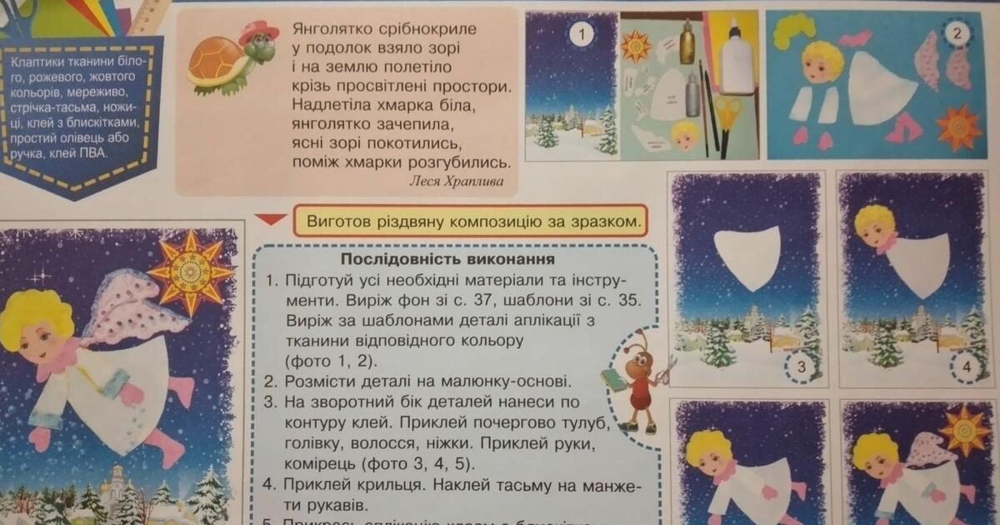 Клаптики тканини біло-
го, рожевого, жовтого
кольорів, мереживо,
стрічка-тасьма, ножи-
ці, клей з блискітками,
простий олівець або
ручка, клей ПВА.
Янголятко срібнокриле
у подолок взяло зорі
і на землю полетіло
крізь просвітлені простори.
Надлетіла хмарка біла,
янголятко зачепила,
ясні зорі покотились,
поміж хмарки розгубились.
Леся Храплива
1
2
Виготов різдвяну композицію за зразком.
Послідовність виконання
1. Підготуй усі необхідні матеріали та інстру-
менти. Виріж фон зі с. 37, шаблони зі с. 35.
Виріж за шаблонами деталі аплікації з
тканини відповідного кольору
(фото 1, 2).
2. Розмісти деталі на малюнку-основі.
3. На зворотний бік деталей нанеси по
контуру клей. Приклей почергово тулуб,
голівку, волосся, ніжки. Приклей руки,
комірець (фото 3, 4, 5).
4. Приклей крильця. Наклей тасьму на манже-
ти рукавів.
5. Прикрась аплікацію клеєм з блискітками
3
4